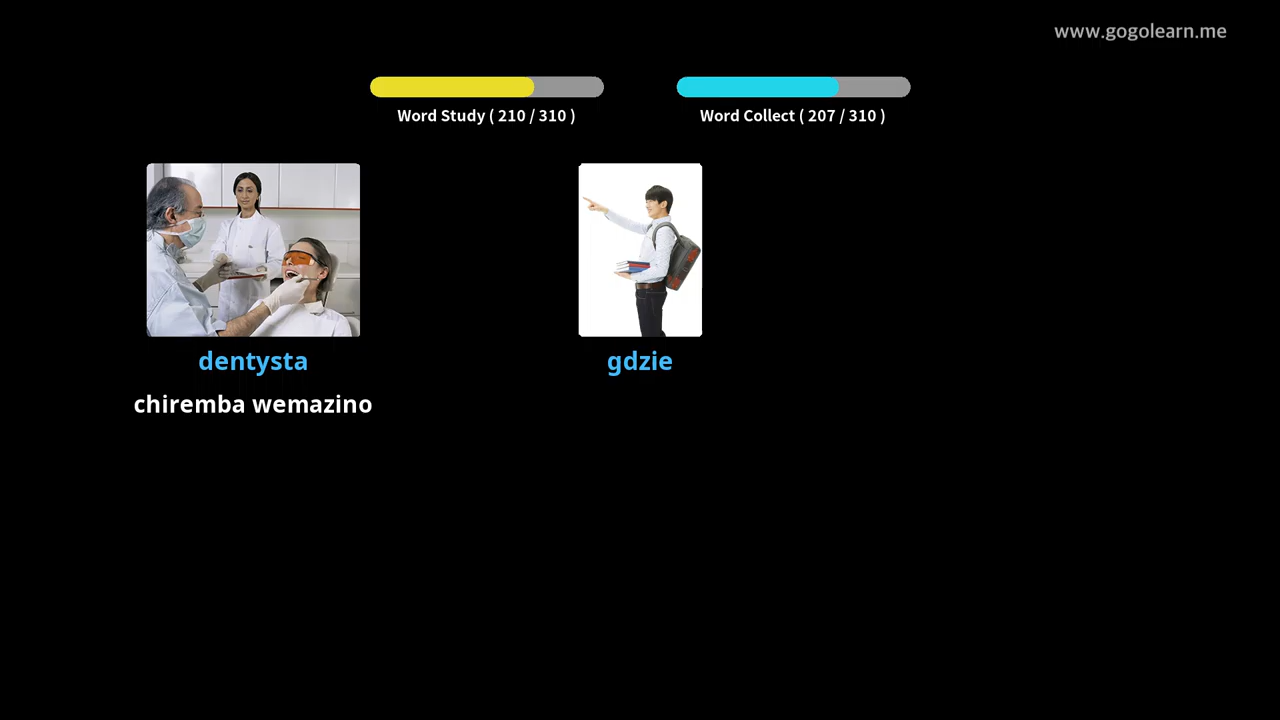 www.gogolearn.me
Word Study ( 210 / 310 )
Word Collect ( 207 / 310 )
dentysta
gdzie
chiremba wemazino